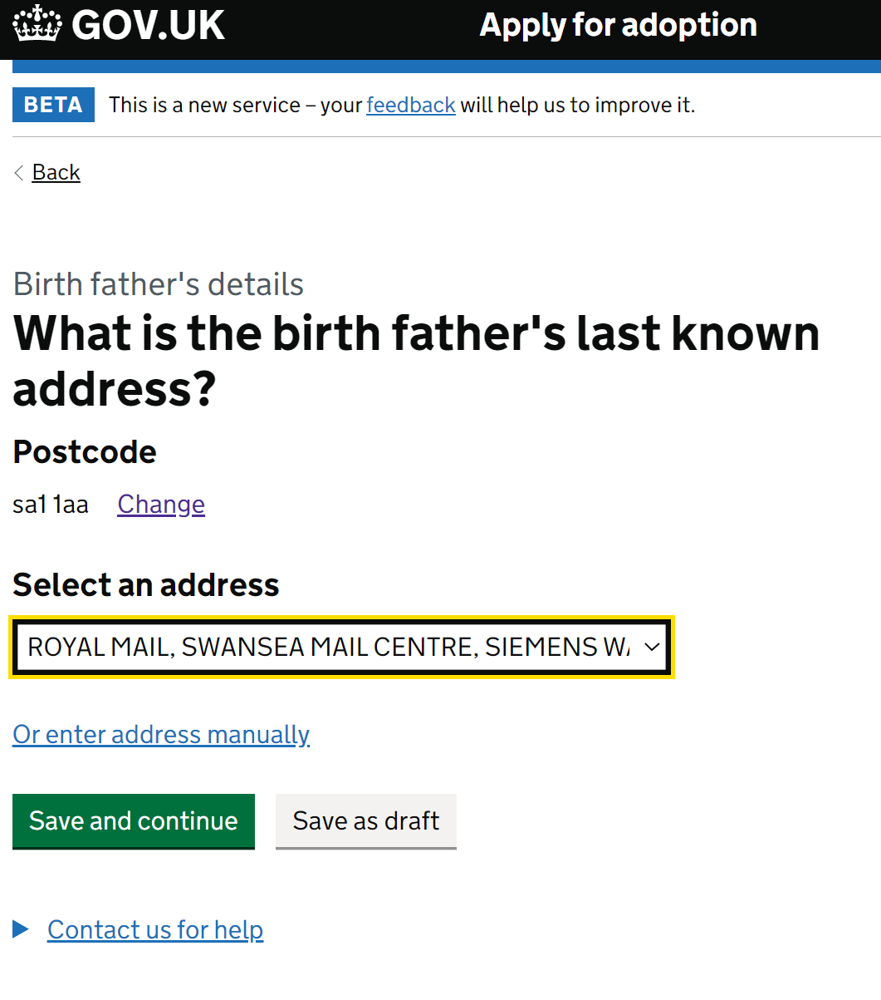 GOV.UK
Apply for adoption
BETA
This is a new service – your feedback will help us to improve it.
Back
Birth father's details
What is the birth father's last known
address?
Postcode
sa1 1aa Change
Select an address
ROYAL MAIL, SWANSEA MAIL CENTRE, SIEMENS
Or enter address manually
Save and continue
Save as draft
Contact us for help